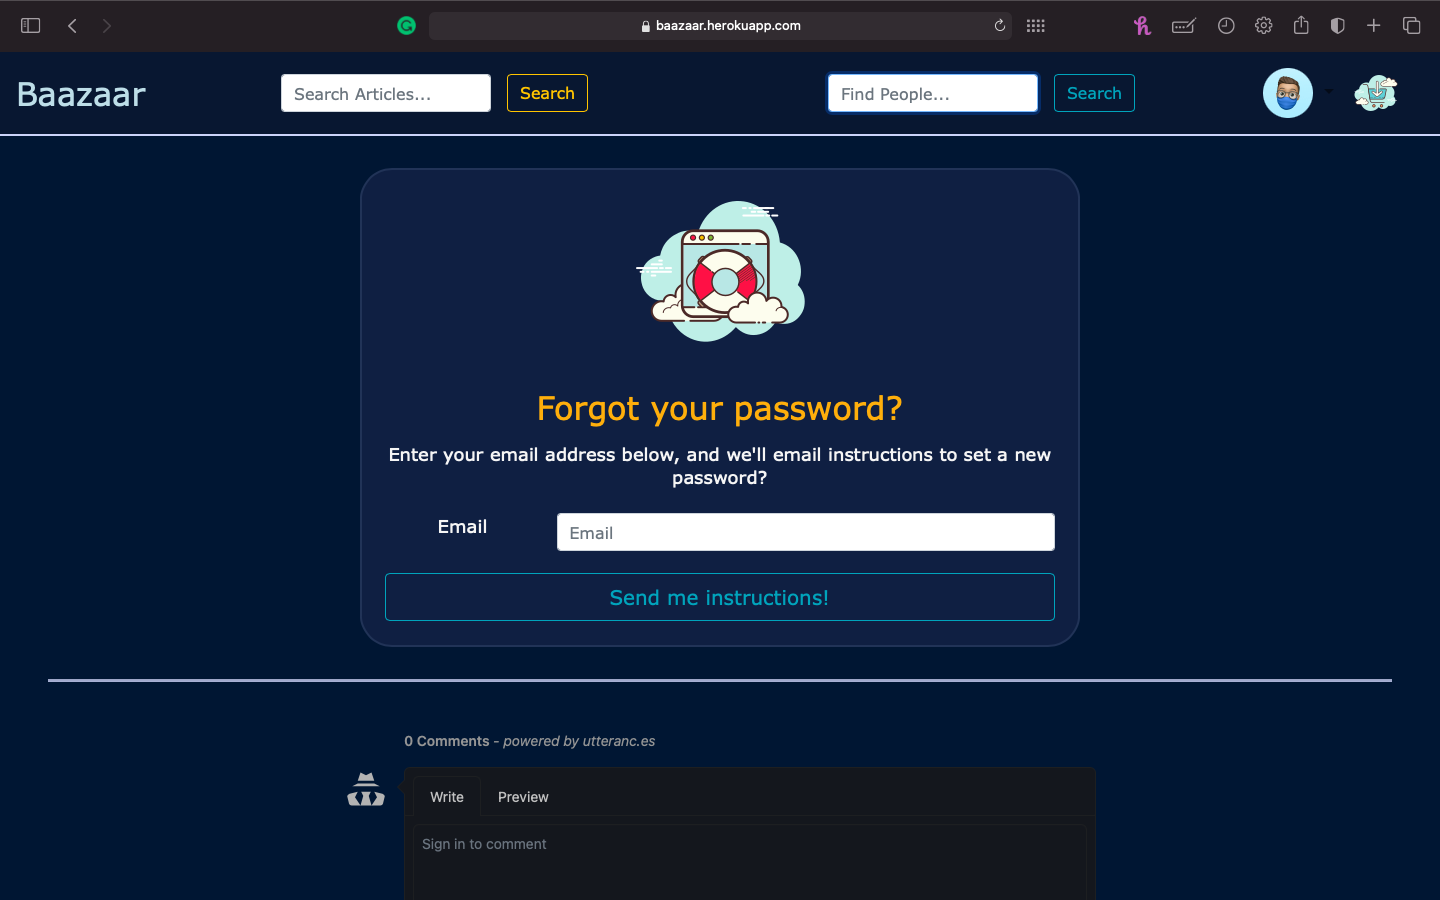 baazaar.herokuapp.com
Baazaar
Search Articles...
Search
Find People...
Search
Forgot your password?
Enter your email address below, and we'll email instructions to set a new
password?
Email
Email
Send me instructions!
0 Comments - powered by utteranc.es
Write
Preview
Sign in to comment